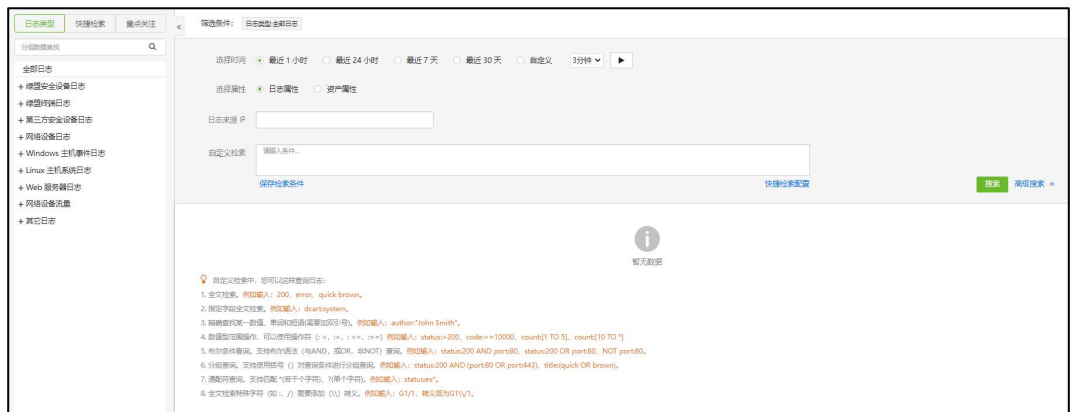 日志类型 快捷检索 重点关注
分组数据查找
全部日志
+ 绿盟安全设备日志
+ 绿盟终端日志
+ 第三方安全设备日志
+ 网络设备日志
+ Windows 主机事件日志
+ Linux 主机系统日志
+ Web 服务器日志
+ 网络设备流量
+ 其它日志
« 筛选条件： 日志类型:全部日志
选择时间 最近 1 小时 最近 24 小时 最近 7 天 最近 30 天 自定义 3分钟
选择属性 日志属性 资产属性
日志来源 IP
自定义检索 请输入条件...
保存检索条件 快捷检索配置 搜索 高级搜索
暂无数据
自定义检索中，您可以这样查询日志：
1. 全文检索。例如输入：200、error、quick brown。
2. 指定字段全文检索。例如输入：dcart:system。
3. 精确查找某一数值、单词和短语(需要加双引号)。例如输入：author:"John Smith"。
4. 数值型范围操作，可以使用操作符（: <、: >、: <=、: >=）例如输入：status:>200、code:>=10000、count:[1 TO 5]、count:[10 TO *]
5. 布尔条件查询。支持布尔语法（与AND、或OR、非NOT）查询。例如输入：status:200 AND port:80、status:200 OR port:80、NOT port:80。
6. 分组查询。支持使用括号（）对查询条件进行分组查询。例如输入：status:200 AND (port:80 OR port:443)、title:(quick OR brown)。
7. 通配符查询。支持匹配 *(若干个字符)、?(单个字符)。例如输入：status:es*。
8. 全文检索特殊字符（如 :、/）需要添加（\\）转义。例如输入：G1/1，转义后为G1\\/1。